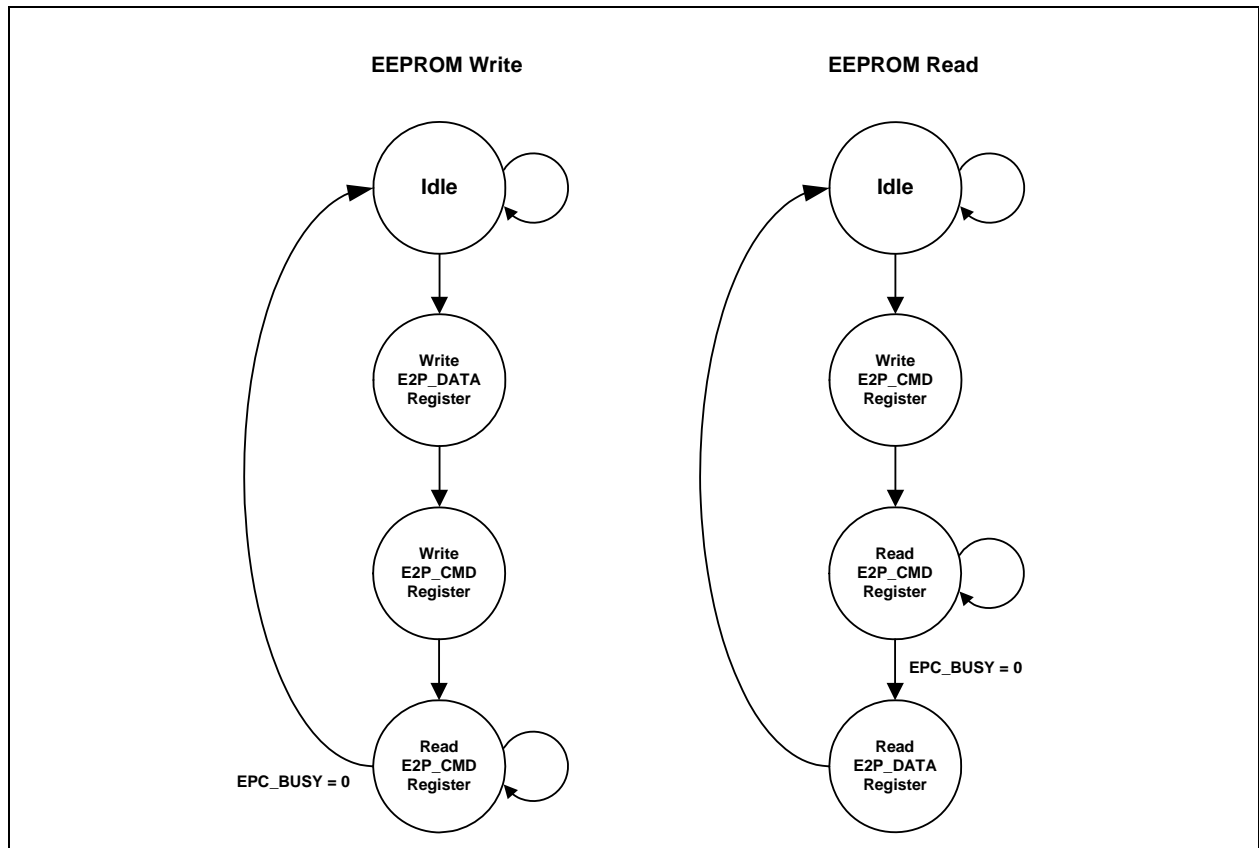 EEPROM Write
Idle
Write
E2P_DATA
Register
Write
E2P_CMD
Register
Read
E2P_CMD
Register
EPC_BUSY = 0
EEPROM Read
Idle
Write
E2P_CMD
Register
Read
E2P_CMD
Register
EPC_BUSY = 0
Read
E2P_DATA
Register